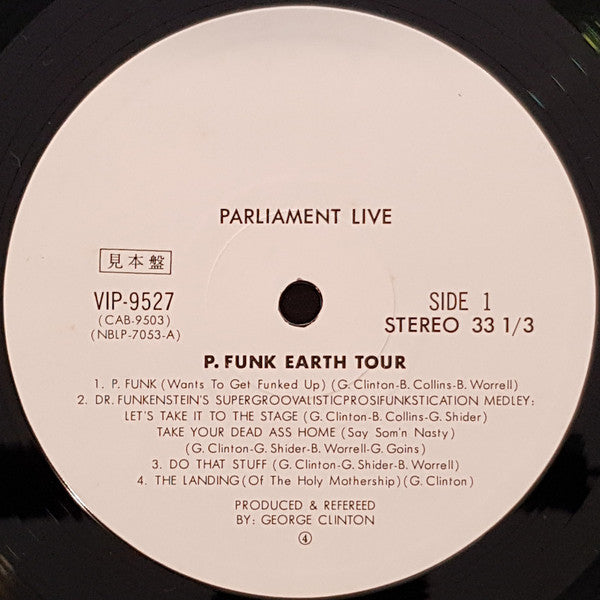 PARLIAMENT LIVE
見本盤
VIP-9527
(CAB-9503)
(NBLP-7053-A)
SIDE 1
STEREO 33 1/3
P. FUNK EARTH TOUR
1. P. FUNK (Wants To Get Funked Up) (G. Clinton-B. Collins-B. Worrell)
2. DR. FUNKENSTEIN'S SUPERGROOVALISTICPROSIFUNKSTICATION MEDLEY:
LET'S TAKE IT TO THE STAGE (G. Clinton-B. Collins-G. Shider)
TAKE YOUR DEAD ASS HOME (Say Som'n Nasty)
(G. Clinton-G. Shider-B. Worrell-G. Goins)
3. DO THAT STUFF (G. Clinton-G. Shider-B. Worrell)
4. THE LANDING (Of The Holy Mothership) (G. Clinton)
PRODUCED & REFEREED
BY: GEORGE CLINTON
④